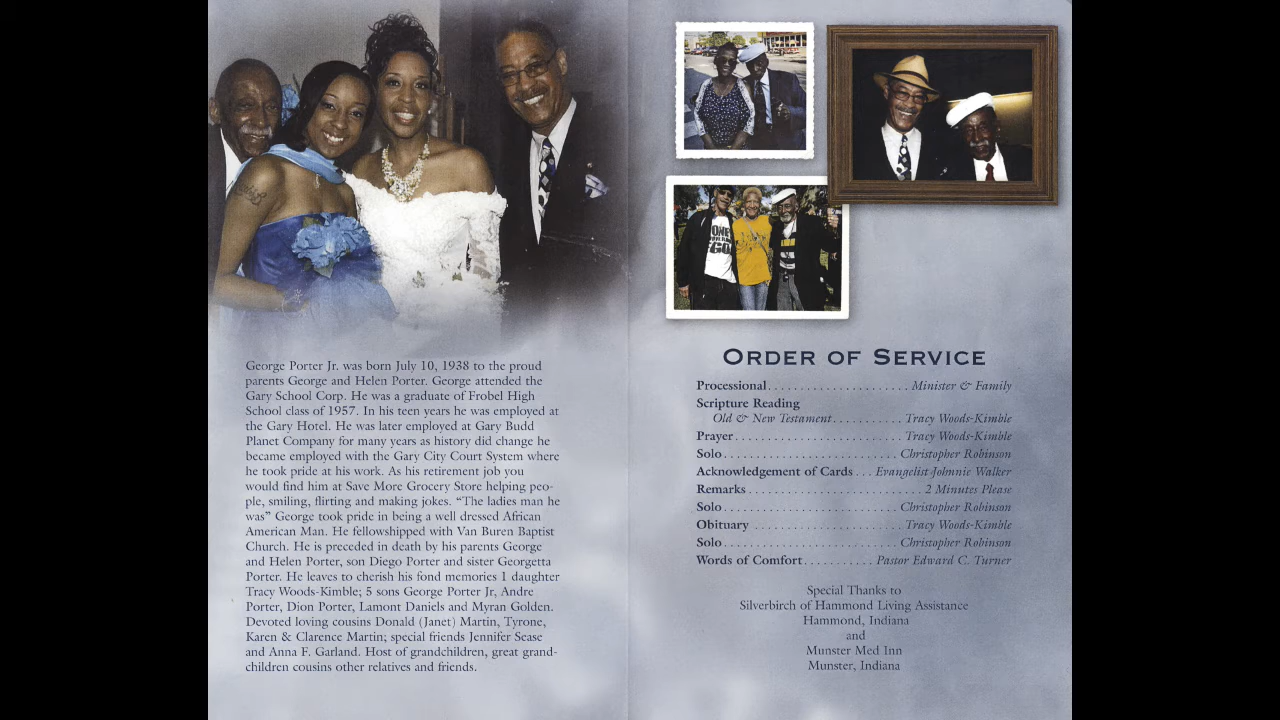 George Porter Jr. was born July 10, 1938 to the proud
parents George and Helen Porter. George attended the
Gary School Corp. He was a graduate of Frobel High
School class of 1957. In his teen years he was employed at
the Gary Hotel. He was later employed at Gary Budd
Planet Company for many years as history did change he
became employed with the Gary City Court System where
he took pride at his work. As his retirement job you
would find him at Save More Grocery Store helping peo-
ple, smiling, flirting and making jokes. “The ladies man he
was” George took pride in being a well dressed African
American Man. He fellowshipped with Van Buren Baptist
Church. He is preceded in death by his parents George
and Helen Porter, son Diego Porter and sister Georgetta
Porter. He leaves to cherish his fond memories 1 daughter
Tracy Woods-Kimble; 5 sons George Porter Jr, Andre
Porter, Dion Porter, Lamont Daniels and Myran Golden.
Devoted loving cousins Donald (Janet) Martin, Tyrone,
Karen & Clarence Martin; special friends Jennifer Sease
and Anna F. Garland. Host of grandchildren, great grand-
children cousins other relatives and friends.
ORDER OF SERVICE
Processional . . . . . . . . . . . . . . . . . . . . . . . Minister & Family
Scripture Reading
Old & New Testament . . . . . . . . . . . Tracy Woods-Kimble
Prayer . . . . . . . . . . . . . . . . . . . . . . . . . . . Tracy Woods-Kimble
Solo . . . . . . . . . . . . . . . . . . . . . . . . . . . . Christopher Robinson
Acknowledgement of Cards . . . Evangelist Johnnie Walker
Remarks . . . . . . . . . . . . . . . . . . . . . . . . . . . . 2 Minutes Please
Solo . . . . . . . . . . . . . . . . . . . . . . . . . . . . Christopher Robinson
Obituary . . . . . . . . . . . . . . . . . . . . . . . . Tracy Woods-Kimble
Solo . . . . . . . . . . . . . . . . . . . . . . . . . . . . Christopher Robinson
Words of Comfort . . . . . . . . . . . Pastor Edward C. Turner
Special Thanks to
Silverbirch of Hammond Living Assistance
Hammond, Indiana
and
Munster Med Inn
Munster, Indiana